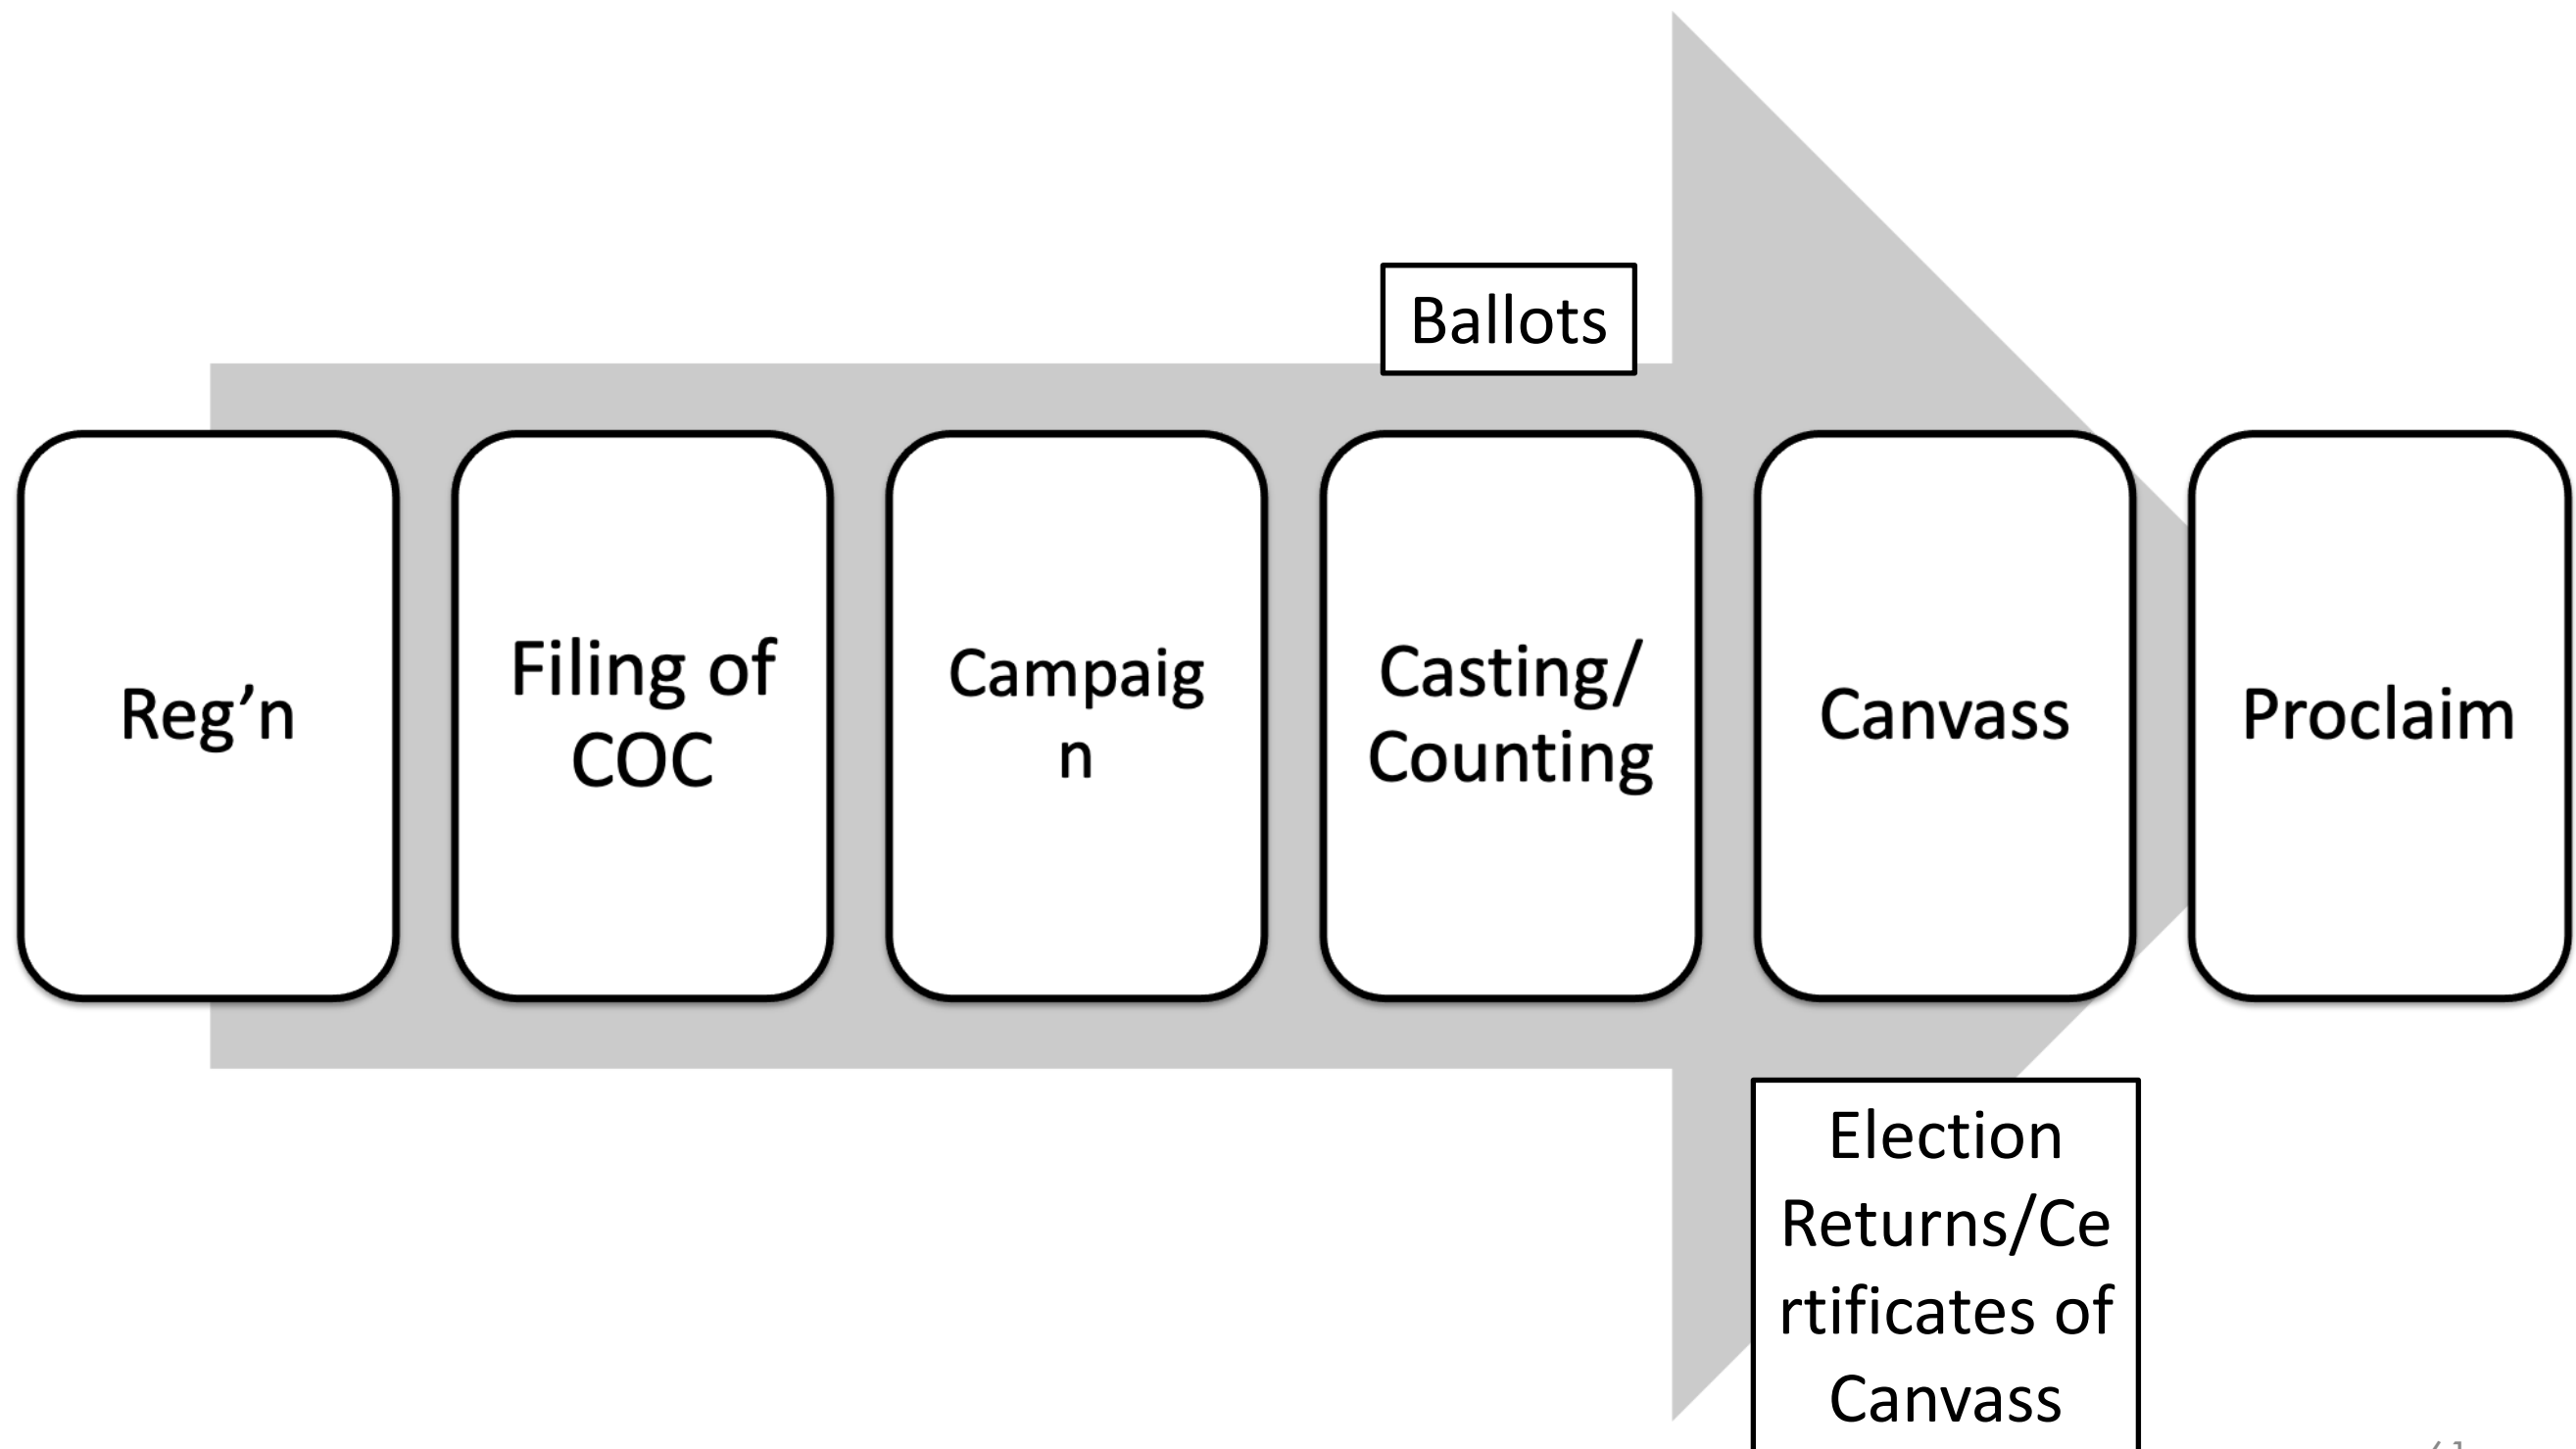 Ballots
Reg’n
Filing of
COC
Campaig
n
Casting/
Counting
Canvass
Proclaim
Election
Returns/Ce
rtificates of
Canvass